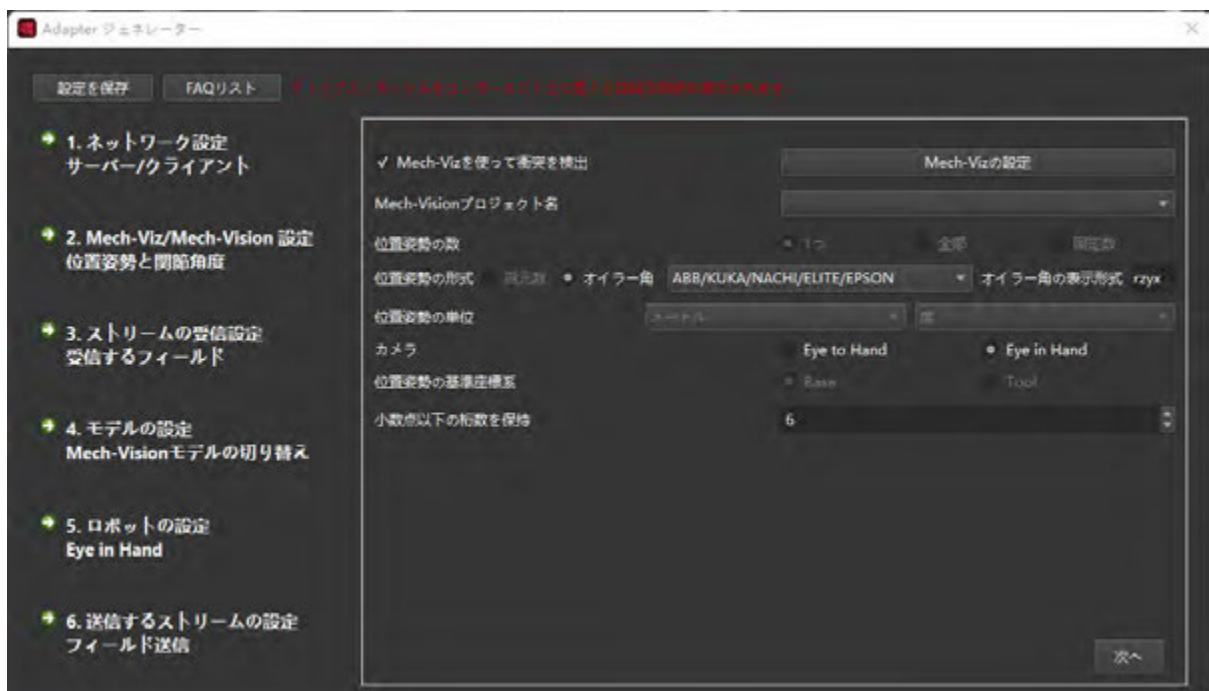 Adapter ジェネレーター
設定を保存 FAQリスト
1. ネットワーク設定
サーバー/クライアント
2. Mech-Viz/Mech-Vision 設定
位置姿勢と関節角度
3. ストリームの受信設定
受信するフィールド
4. モデルの設定
Mech-Visionモデルの切り替え
5. ロボットの設定
Eye in Hand
6. 送信するストリームの設定
フィールド送信
Mech-Vizを使って衝突を検出 Mech-Vizの設定
Mech-Visionプロジェクト名
位置姿勢の数 1つ 全部 固定数
位置姿勢の形式 オイラー角 ABB/KUKA/NACHI/ELITE/EPSON オイラー角の表示形式 rzyx
位置姿勢の単位 メートル 度
カメラ Eye to Hand Eye in Hand
位置姿勢の基準座標系 Base Tool
小数点以下の桁数を保持 6
次へ